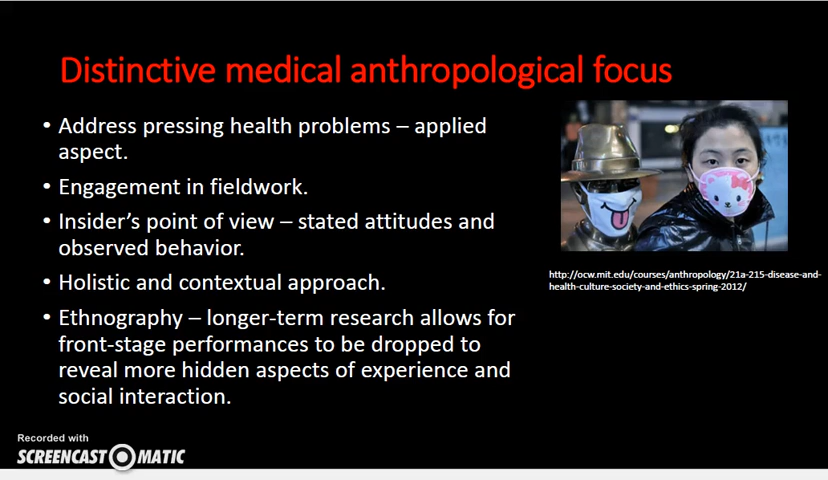 Distinctive medical anthropological focus
• Address pressing health problems – applied
aspect.
• Engagement in fieldwork.
• Insider's point of view – stated attitudes and
observed behavior.
• Holistic and contextual approach.
• Ethnography – longer-term research allows for
front-stage performances to be dropped to
reveal more hidden aspects of experience and
social interaction.
http://ocw.mit.edu/courses/anthropology/21a-215-disease-and-
health-culture-society-and-ethics-spring-2012/
Recorded with
SCREENCAST MATIC